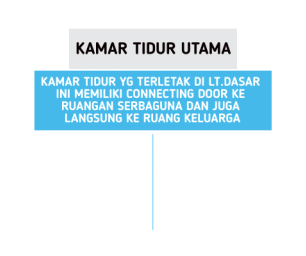 KAMAR TIDUR UTAMA
KAMAR TIDUR YG TERLETAK DI LT.DASAR
INI MEMILIKI CONNECTING DOOR KE
RUANGAN SERBAGUNA DAN JUGA
LANGSUNG KE RUANG KELUARGA